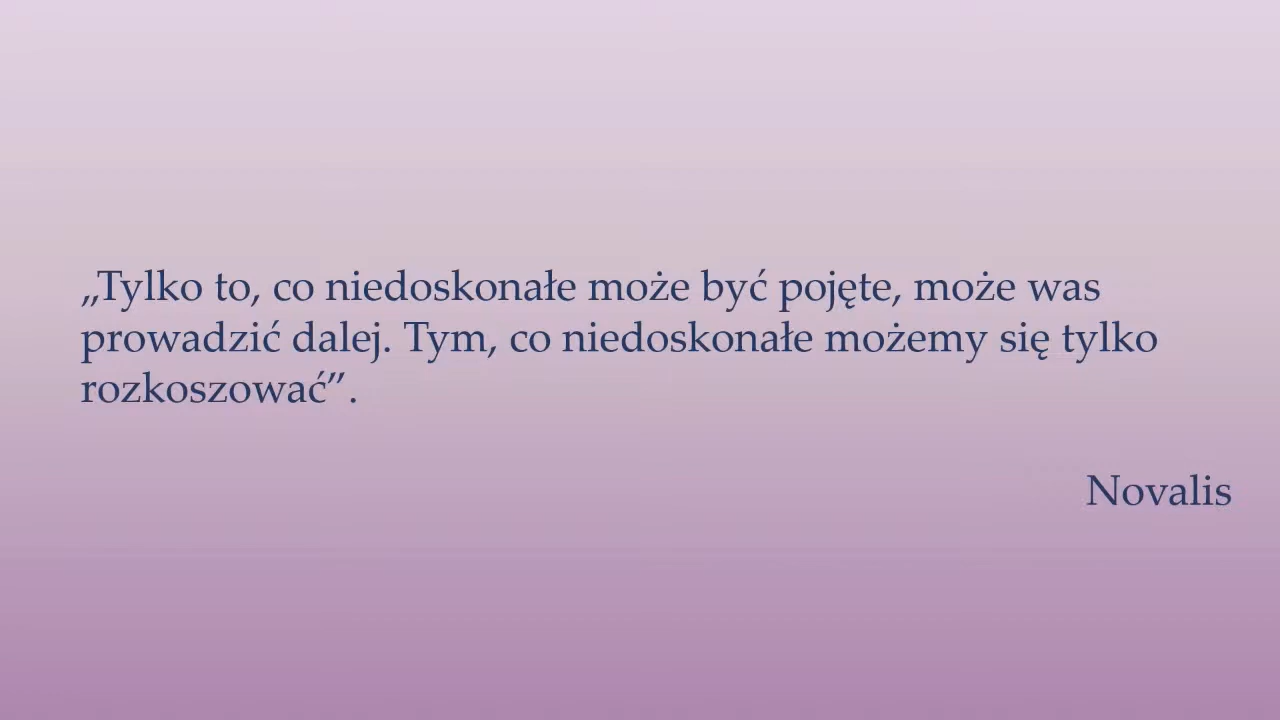 „Tylko to, co niedoskonałe może być pojęte, może was
prowadzić dalej. Tym, co niedoskonałe możemy się tylko
rozkoszować”.
Novalis